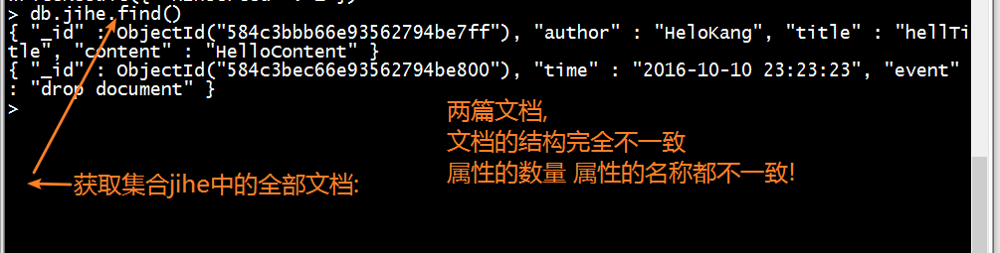 > db.jihe.find()
{ "_id" : ObjectId("584c3bbb66e93562794be7ff"), "author" : "HeloKang", "title" : "hellTi
tle", "content" : "HelloContent" }
{ "_id" : ObjectId("584c3bec66e93562794be800"), "time" : "2016-10-10 23:23:23", "event"
: "drop document" }
>
两篇文档,
文档的结构完全不一致
属性的数量 属性的名称都不一致!
获取集合jihe中的全部文档: